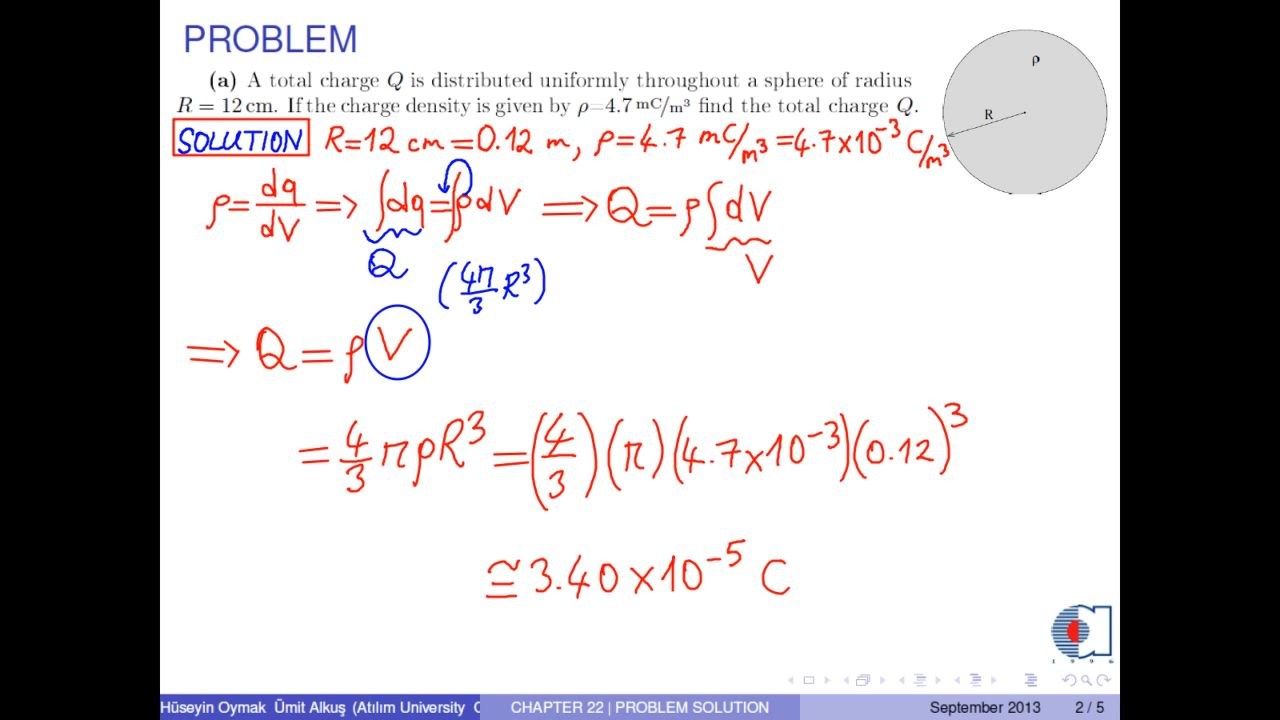 PROBLEM
(a) A total charge Q is distributed uniformly throughout a sphere of radius
R = 12 cm. If the charge density is given by ρ=4.7 mC/m³ find the total charge Q.
ρ
R
SOLUTION R=12 cm=0.12 m, ρ=4.7 mC/m³=4.7×10⁻³ C/m³
ρ=dq/dV ⇒ ∫dq=∫ρdV ⇒ Q=ρ∫dV
Q (4π/3 R³) V
⇒ Q=ρV
=4/3 πρR³=(4/3)(π)(4.7×10⁻³)(0.12)³
≅3.40×10⁻⁵ C
1996
Hüseyin Oymak Ümit Alkuş (Atılım University CHAPTER 22 | PROBLEM SOLUTION September 2013 2 / 5